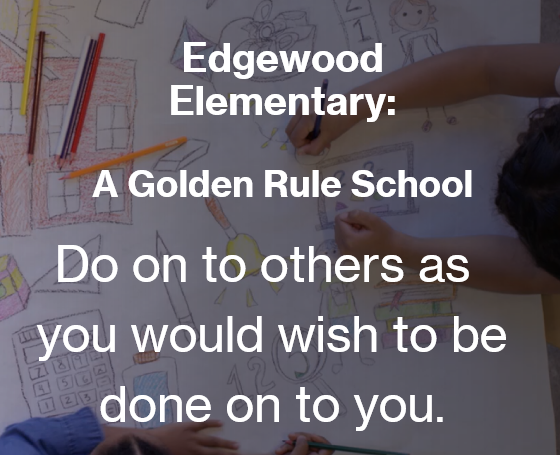 Edgewood
Elementary:
A Golden Rule School
Do on to others as
you would wish to be
done on to you.